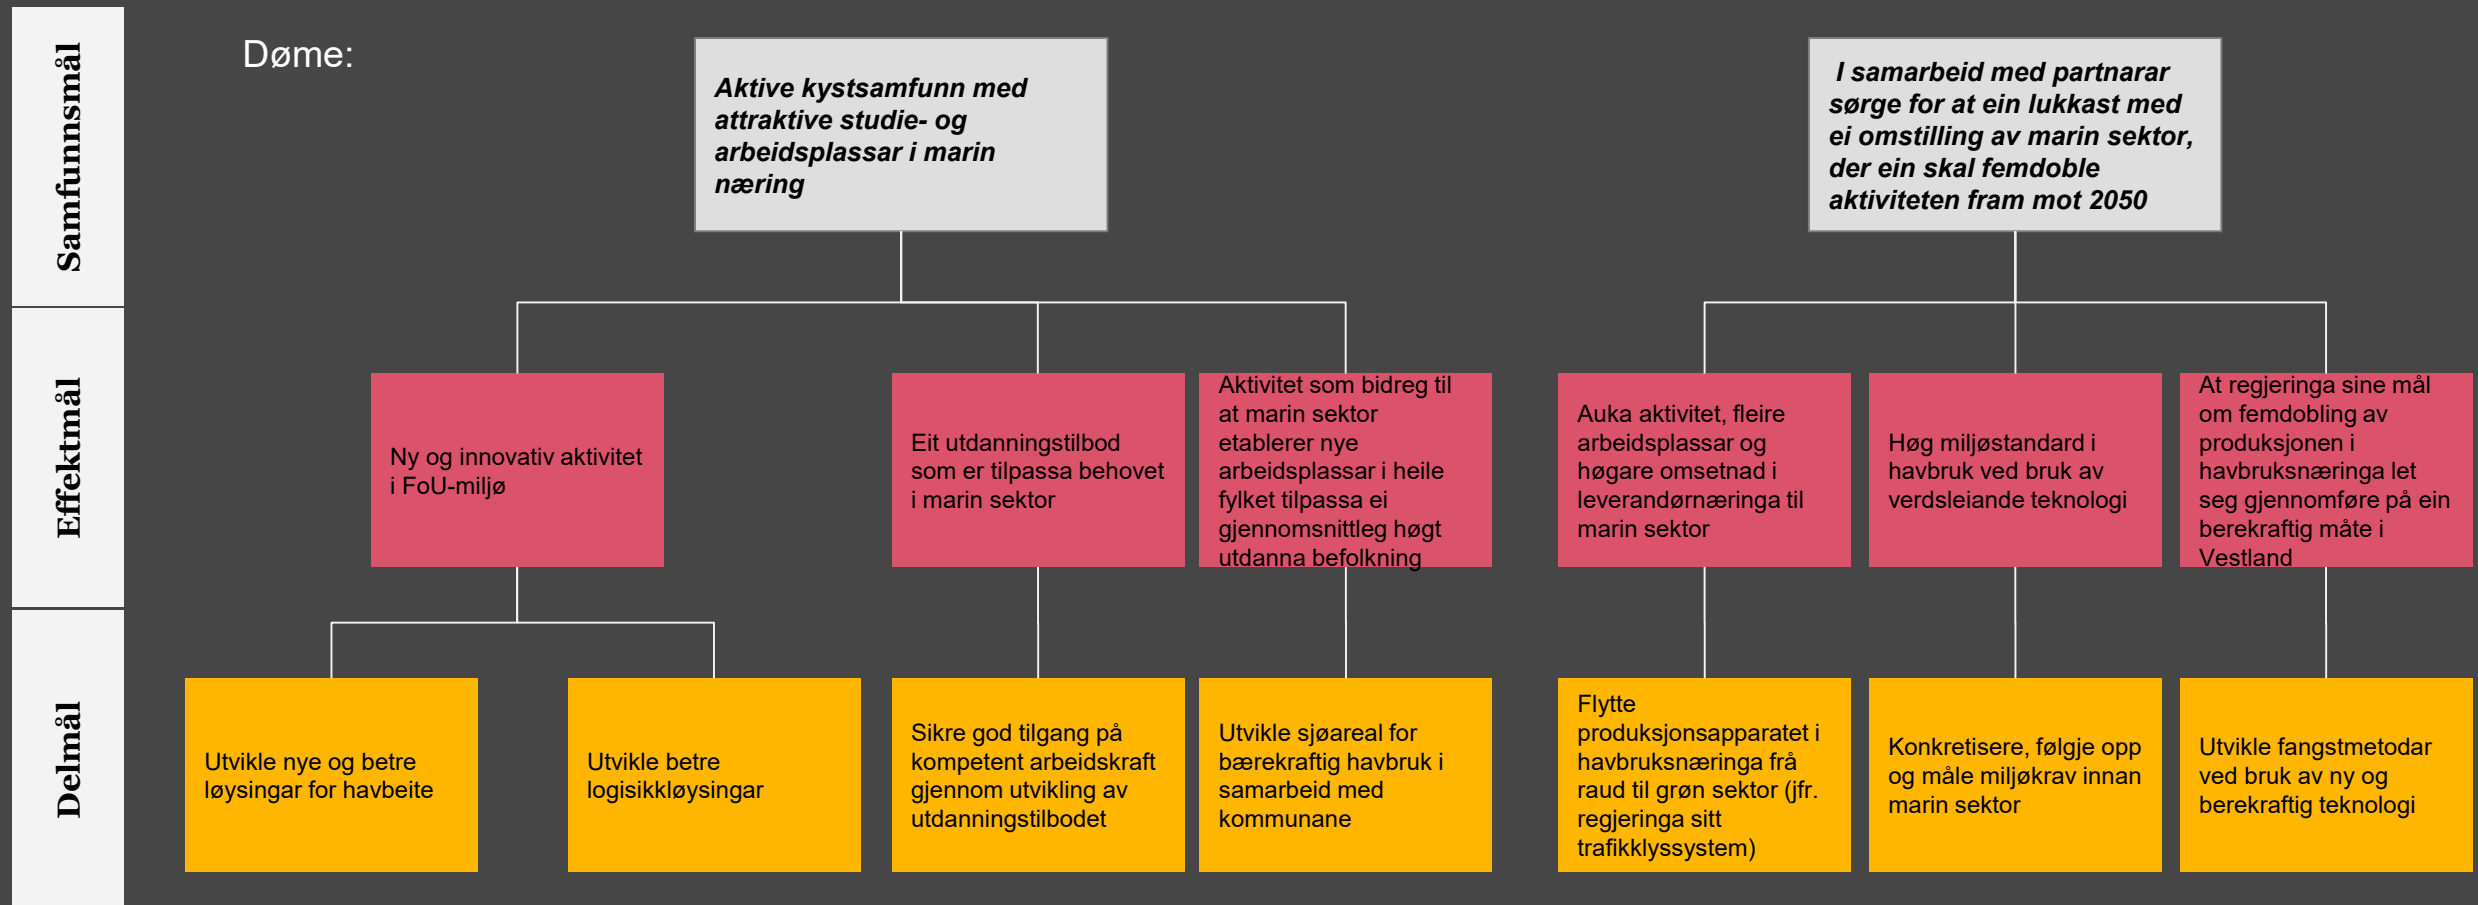 Samfunnsmål
Døme:
Aktive kystsamfunn med
attraktive studie- og
arbeidsplassar i marin
næring
I samarbeid med partnarar
sørge for at ein lukkast med
ei omstilling av marin sektor,
der ein skal femdoble
aktiviteten fram mot 2050
Effektmål
Ny og innovativ aktivitet
i FoU-miljø
Eit utdanningstilbod
som er tilpassa behovet
i marin sektor
Aktivitet som bidreg til
at marin sektor
etablerer nye
arbeidsplassar i heile
fylket tilpassa ei
gjennomsnittleg høgt
utdanna befolkning
Auka aktivitet, fleire
arbeidsplassar og
høgare omsetnad i
leverandørnæringa til
marin sektor
Høg miljøstandard i
havbruk ved bruk av
verdsleiande teknologi
At regjeringa sine mål
om femdobling av
produksjonen i
havbruksnæringa let
seg gjennomføre på ein
berekraftig måte i
Vestland
Delmål
Utvikle nye og betre
løysingar for havbeite
Utvikle betre
logisikkløysingar
Sikre god tilgang på
kompetent arbeidskraft
gjennom utvikling av
utdanningstilbodet
Utvikle sjøareal for
bærekraftig havbruk i
samarbeid med
kommunane
Flytte
produksjonsapparatet i
havbruksnæringa frå
raud til grøn sektor (jfr.
regjeringa sitt
trafikklyssystem)
Konkretisere, følgje opp
og måle miljøkrav innan
marin sektor
Utvikle fangstmetodar
ved bruk av ny og
berekraftig teknologi